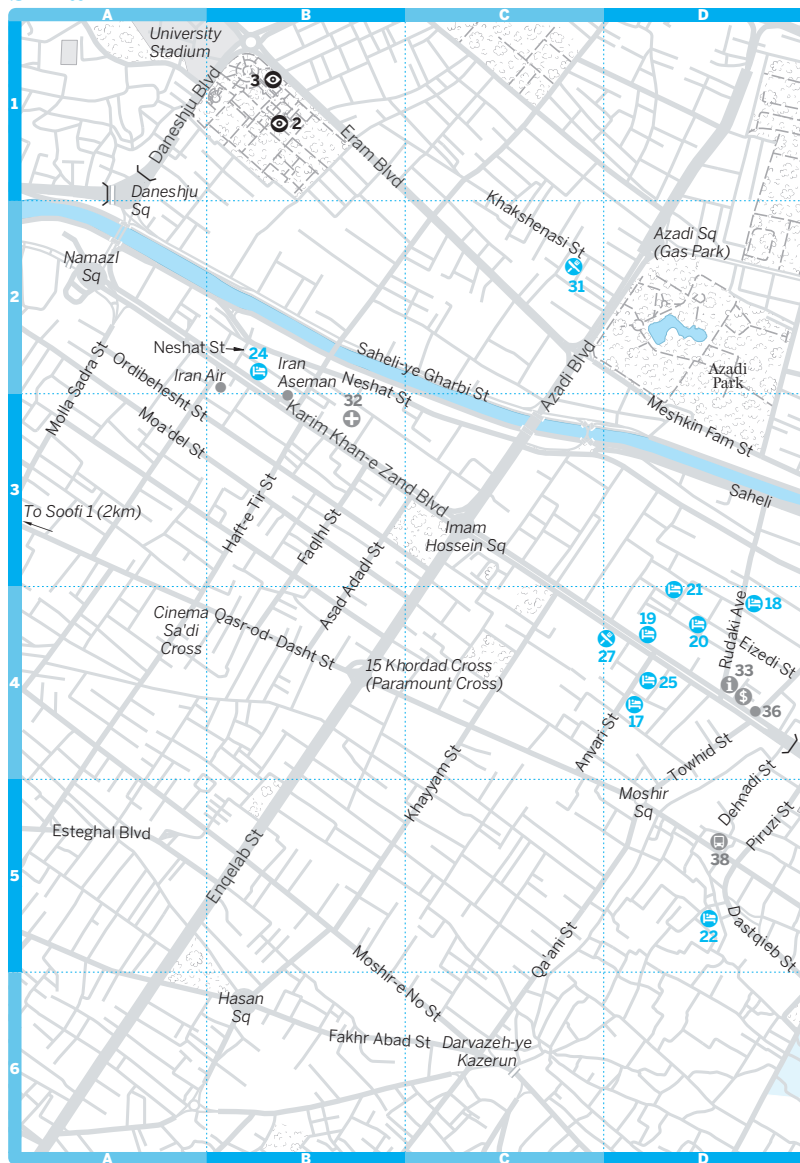 A B C D
University
Stadium
3
2
1
Daneshju Blvd
Eram Blvd
Daneshju
Sq
Khakshenasi St
Azadi Sq
(Gas Park)
Namazl
Sq
31
2
Neshat St
24
Iran Air
Iran
Aseman
Neshat St
Saheli-ye Gharbi St
Azadi Blvd
Azadi
Park
Molla Sadra St
Ordibehesht St
Moa'del St
32
Karim Khan-e Zand Blvd
Meshkin Fam St
Saheli
3
To Soofi 1 (2km)
Haft-e Tir St
Faqlhl St
Asad Adadl St
Imam
Hossein Sq
21
18
Cinema
Sa'di
Cross
Qasr-od- Dasht St
19
20
27
Rudaki Ave
Eizedi St
15 Khordad Cross
(Paramount Cross)
4
25
33
$
36
17
Anvari St
Towhid St
Khayyam St
Moshir
Sq
Dehnadi St
Piruzi St
Esteghal Blvd
38
5
Enqelab St
22
Dastqieb St
Qa'ani St
Moshir-e No St
Hasan
Sq
Fakhr Abad St
Darvazeh-ye
Kazerun
6
A B C D